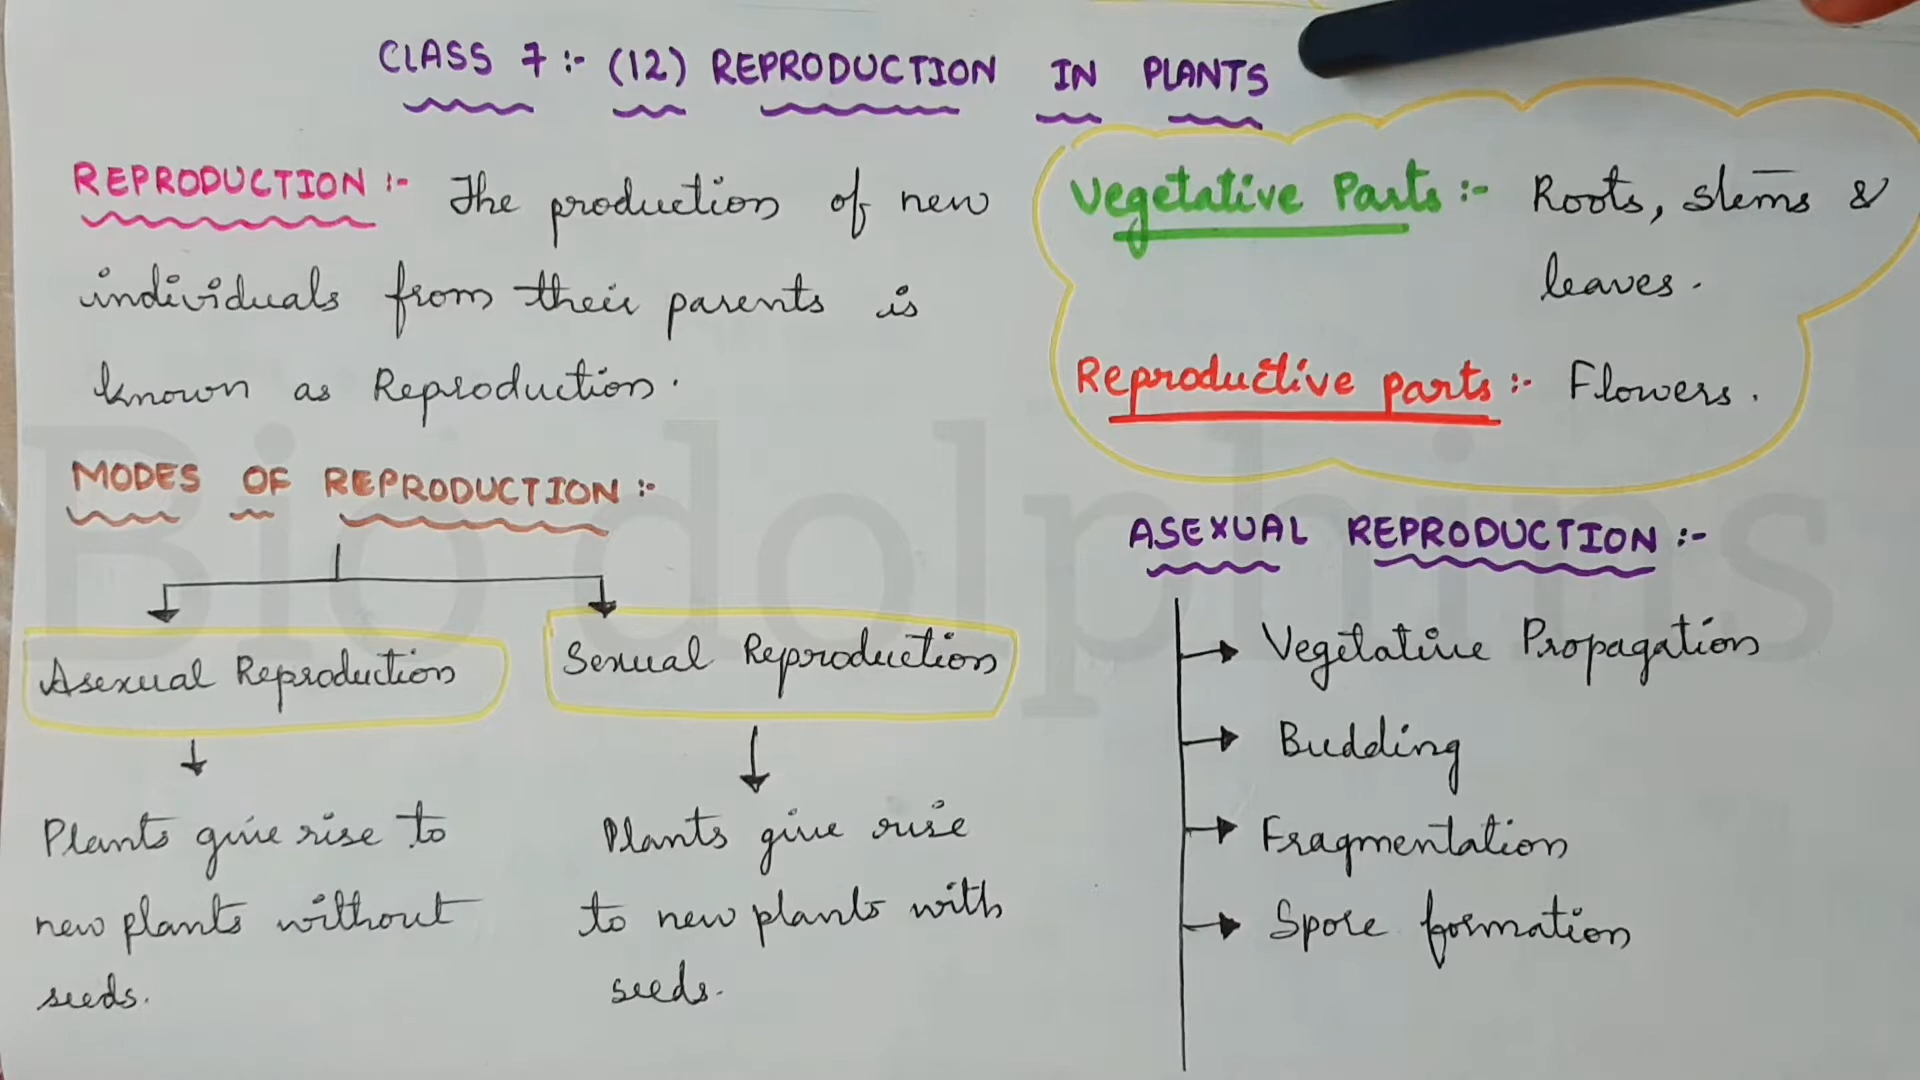 CLASS 7 :- (12) REPRODUCTION IN PLANTS
REPRODUCTION :- The production of new
individuals from their parents is
known as Reproduction.
MODES OF REPRODUCTION :-
Asexual Reproduction
Plants give rise to
new plants without
seeds.
Sexual Reproduction
Plants give rise
to new plants with
seeds.
Vegetative Parts :- Roots, stems &
leaves.
Reproductive parts :- Flowers.
ASEXUAL REPRODUCTION :-
Vegetative Propagation
Budding
Fragmentation
Spore formation
Bio dolphins